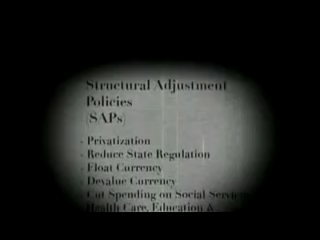 Structural Adjustment
Policies
(SAPs)
- Privatization
- Reduce State Regulation
- Float Currency
- Devalue Currency
- Cut Spending on Social Services
Health Care, Education &